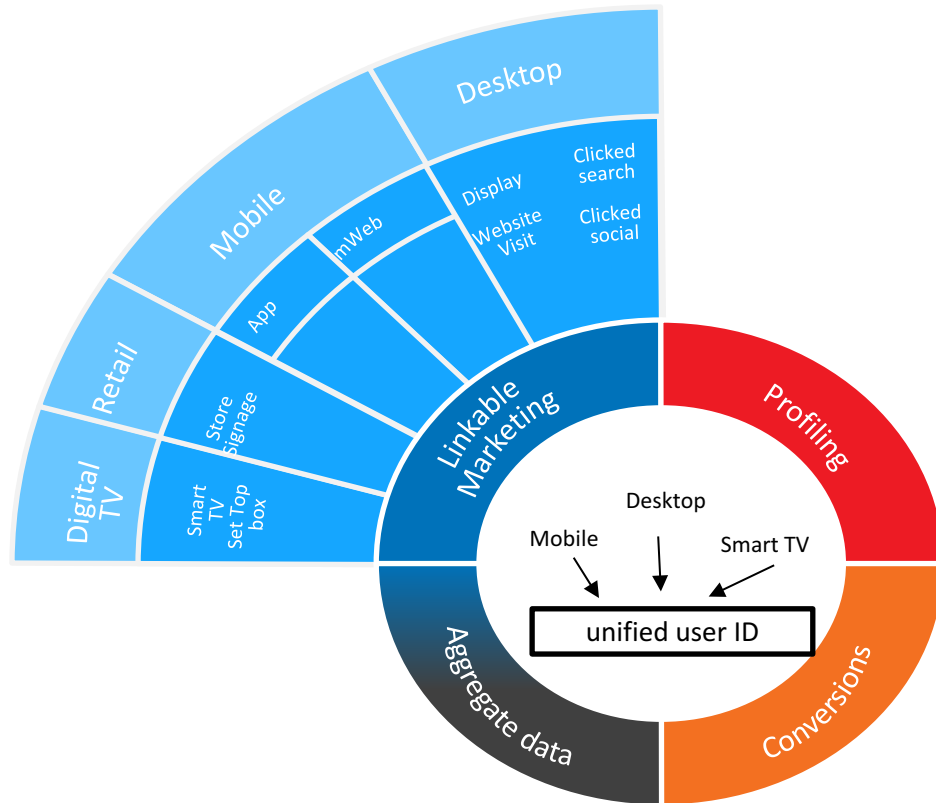 Desktop
Mobile
Retail
Digital
TV
Display
Website
Visit
Clicked
search
Clicked
social
mWeb
App
Store
Signage
Smart
TV
Set Top
box
Linkable
Marketing
Profiling
Aggregate data
Conversions
Desktop
Mobile
Smart TV
unified user ID